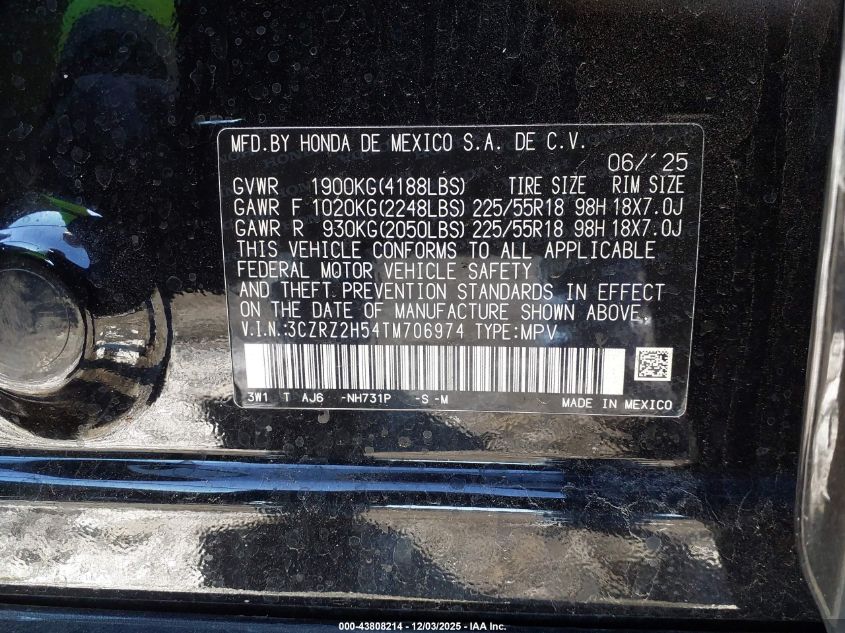 MFD.BY HONDA DE MEXICO S.A. DE C.V.
06/´25
GVWR 1900KG(4188LBS) TIRE SIZE RIM SIZE
GAWR F 1020KG(2248LBS) 225/55R18 98H 18X7.0J
GAWR R 930KG(2050LBS) 225/55R18 98H 18X7.0J
THIS VEHICLE CONFORMS TO ALL APPLICABLE
FEDERAL MOTOR VEHICLE SAFETY
AND THEFT PREVENTION STANDARDS IN EFFECT
ON THE DATE OF MANUFACTURE SHOWN ABOVE.
V.I.N.:3CZRZ2H54TM706974 TYPE:MPV
3W1 T AJ6 -NH731P -S-M MADE IN MEXICO
000-43808214 - 12/03/2025 - IAA Inc.